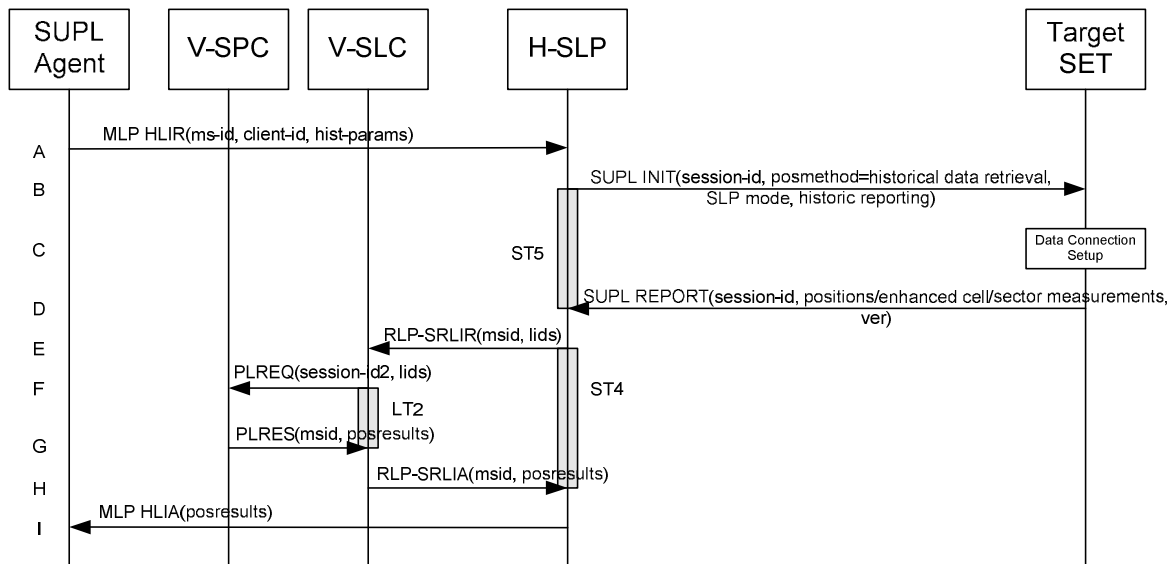 SUPL
Agent
V-SPC
V-SLC
H-SLP
Target
SET
A
MLP HLIR(ms-id, client-id, hist-params)
B
SUPL INIT(session-id, posmethod=historical data retrieval,
SLP mode, historic reporting)
C
ST5
Data Connection
Setup
D
SUPL REPORT(session-id, positions/enhanced cell/sector measurements,
ver)
E
RLP-SRLIR(msid, lids)
F
PLREQ(session-id2, lids)
ST4
LT2
G
PLRES(msid, posresults)
H
RLP-SRLIA(msid, posresults)
I
MLP HLIA(posresults)